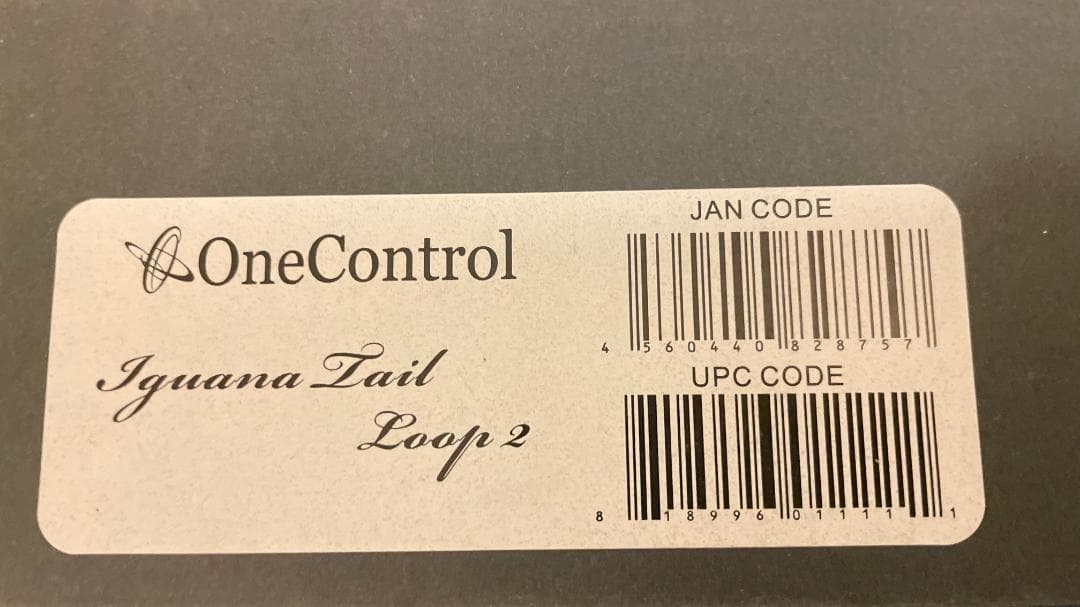 OneControl
Iguana Tail
Loop 2
JAN CODE
4 560440 828757
UPC CODE
8 18996 01111 1